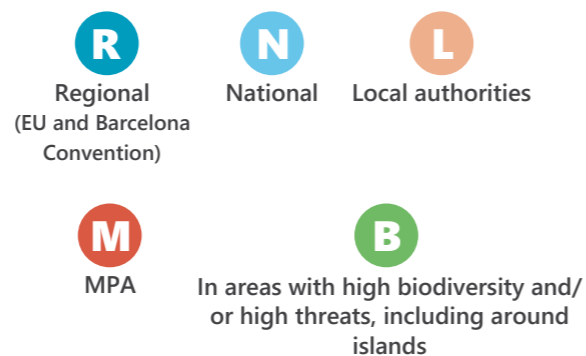 R
N
L
Regional
(EU and Barcelona
Convention)
National
Local authorities
M
B
MPA
In areas with high biodiversity and/
or high threats, including around
islands